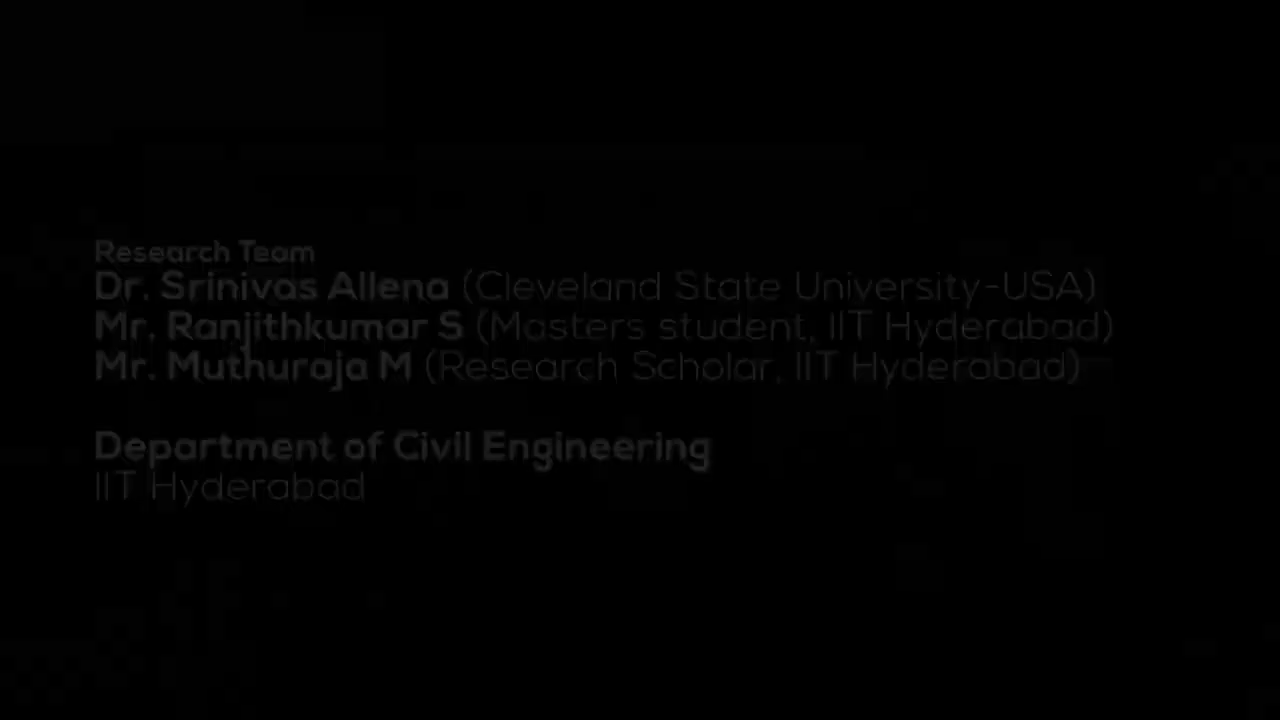 Research Team
Dr. Srinivas Allena (Cleveland State University-USA)
Mr. Ranjithkumar S (Masters student, IIT Hyderabad)
Mr. Muthuraja M (Research Scholar, IIT Hyderabad)
Department of Civil Engineering
IIT Hyderabad